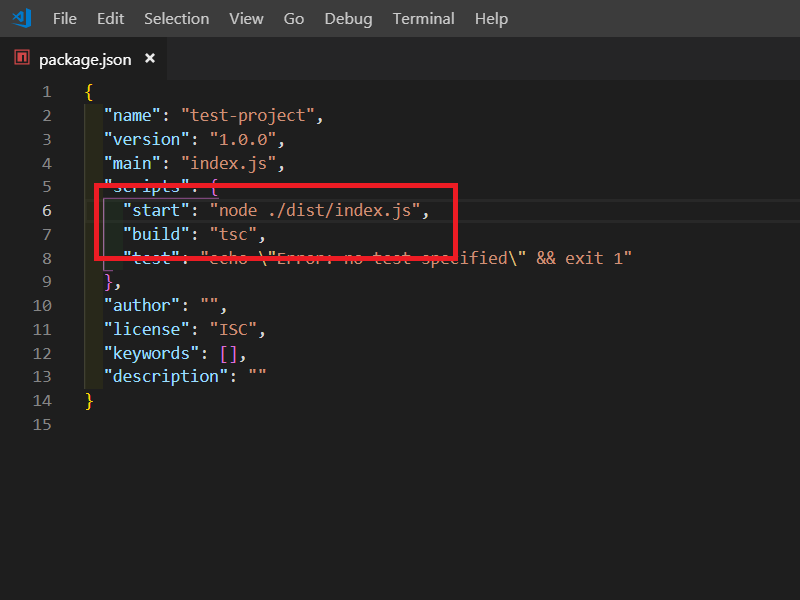 File Edit Selection View Go Debug Terminal Help
package.json ×
1 {
2 "name": "test-project",
3 "version": "1.0.0",
4 "main": "index.js",
5 "scripts": {
6 "start": "node ./dist/index.js",
7 "build": "tsc",
8 "test": "echo \"Error: no test specified\" && exit 1"
9 },
10 "author": "",
11 "license": "ISC",
12 "keywords": [],
13 "description": ""
14 }
15